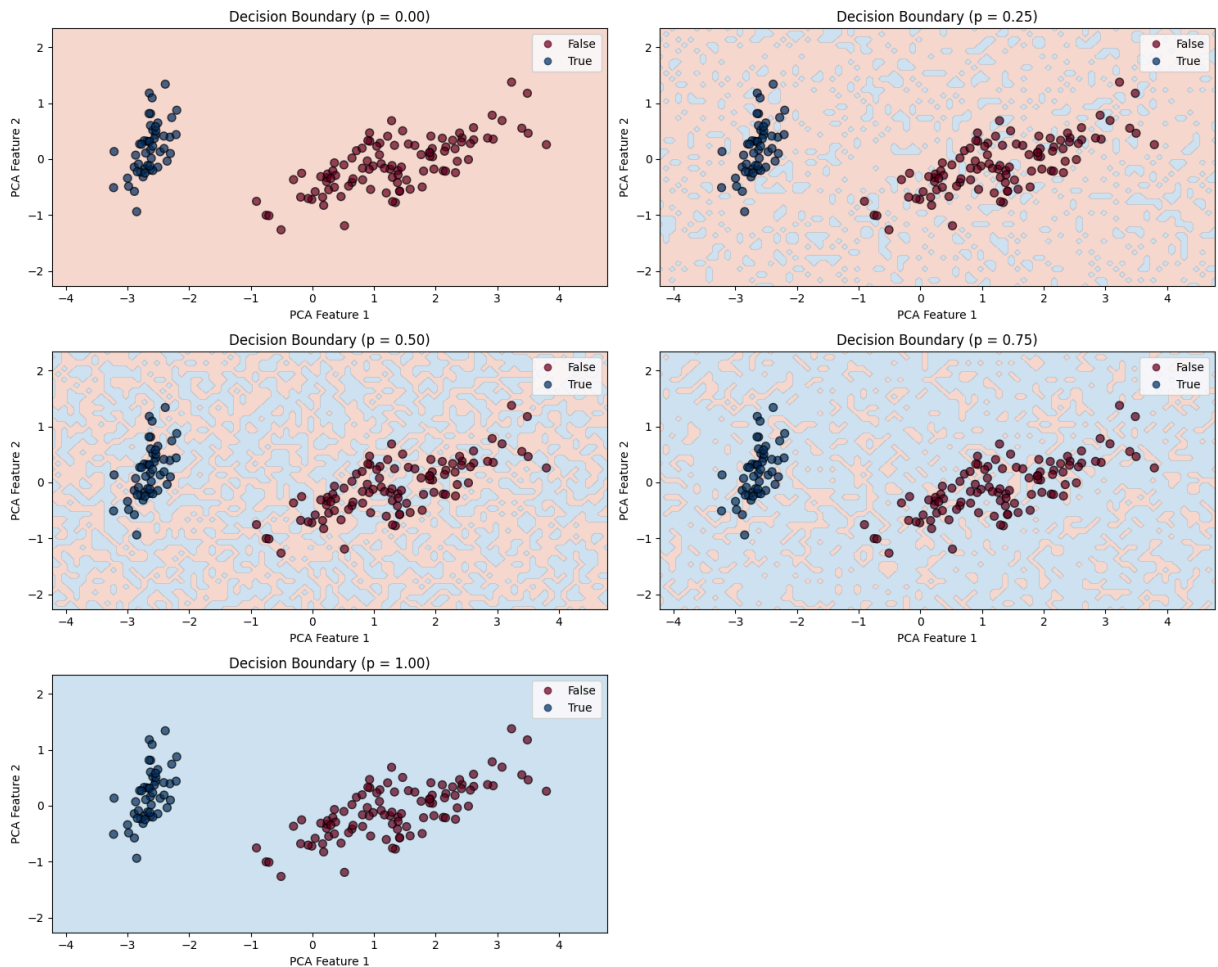 Decision Boundary (p = 0.00)
PCA Feature 2
2
1
0
−1
−2
False
True
−4 −3 −2 −1 0 1 2 3 4
PCA Feature 1
Decision Boundary (p = 0.25)
PCA Feature 2
2
1
0
−1
−2
False
True
−4 −3 −2 −1 0 1 2 3 4
PCA Feature 1
Decision Boundary (p = 0.50)
PCA Feature 2
2
1
0
−1
−2
False
True
−4 −3 −2 −1 0 1 2 3 4
PCA Feature 1
Decision Boundary (p = 0.75)
PCA Feature 2
2
1
0
−1
−2
False
True
−4 −3 −2 −1 0 1 2 3 4
PCA Feature 1
Decision Boundary (p = 1.00)
PCA Feature 2
2
1
0
−1
−2
False
True
−4 −3 −2 −1 0 1 2 3 4
PCA Feature 1